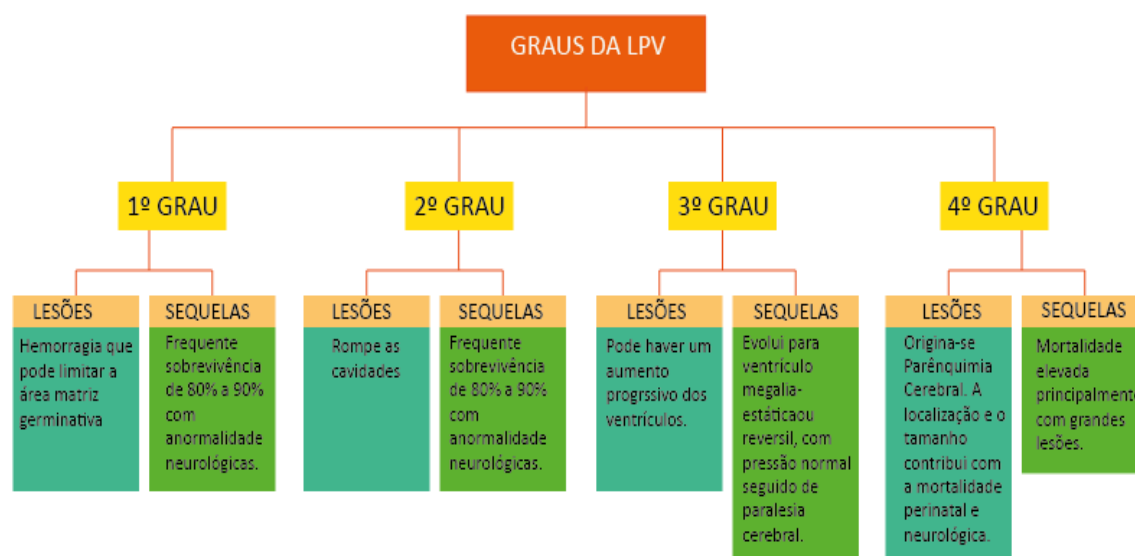 GRAUS DA LPV
1º GRAU
LESÕES
Hemorragia que
pode limitar a
área matriz
germinativa
SEQUELAS
Frequente
sobrevivência
de 80% a 90%
com
anormalidade
neurológicas.
2º GRAU
LESÕES
Rompe as
cavidades
SEQUELAS
Frequente
sobrevivência
de 80% a 90%
com
anormalidade
neurológicas.
3º GRAU
LESÕES
Pode haver um
aumento
progrssivo dos
ventrículos.
SEQUELAS
Evolui para
ventrículo
megalia-
estáticaou
reversil, com
pressão normal
seguido de
paralesia
cerebral.
4º GRAU
LESÕES
Origina-se
Parênquimia
Cerebral. A
localização e o
tamanho
contribui com
a mortalidade
perinatal e
neurológica.
SEQUELAS
Mortalidade
elevada
principalmente
com grandes
lesões.